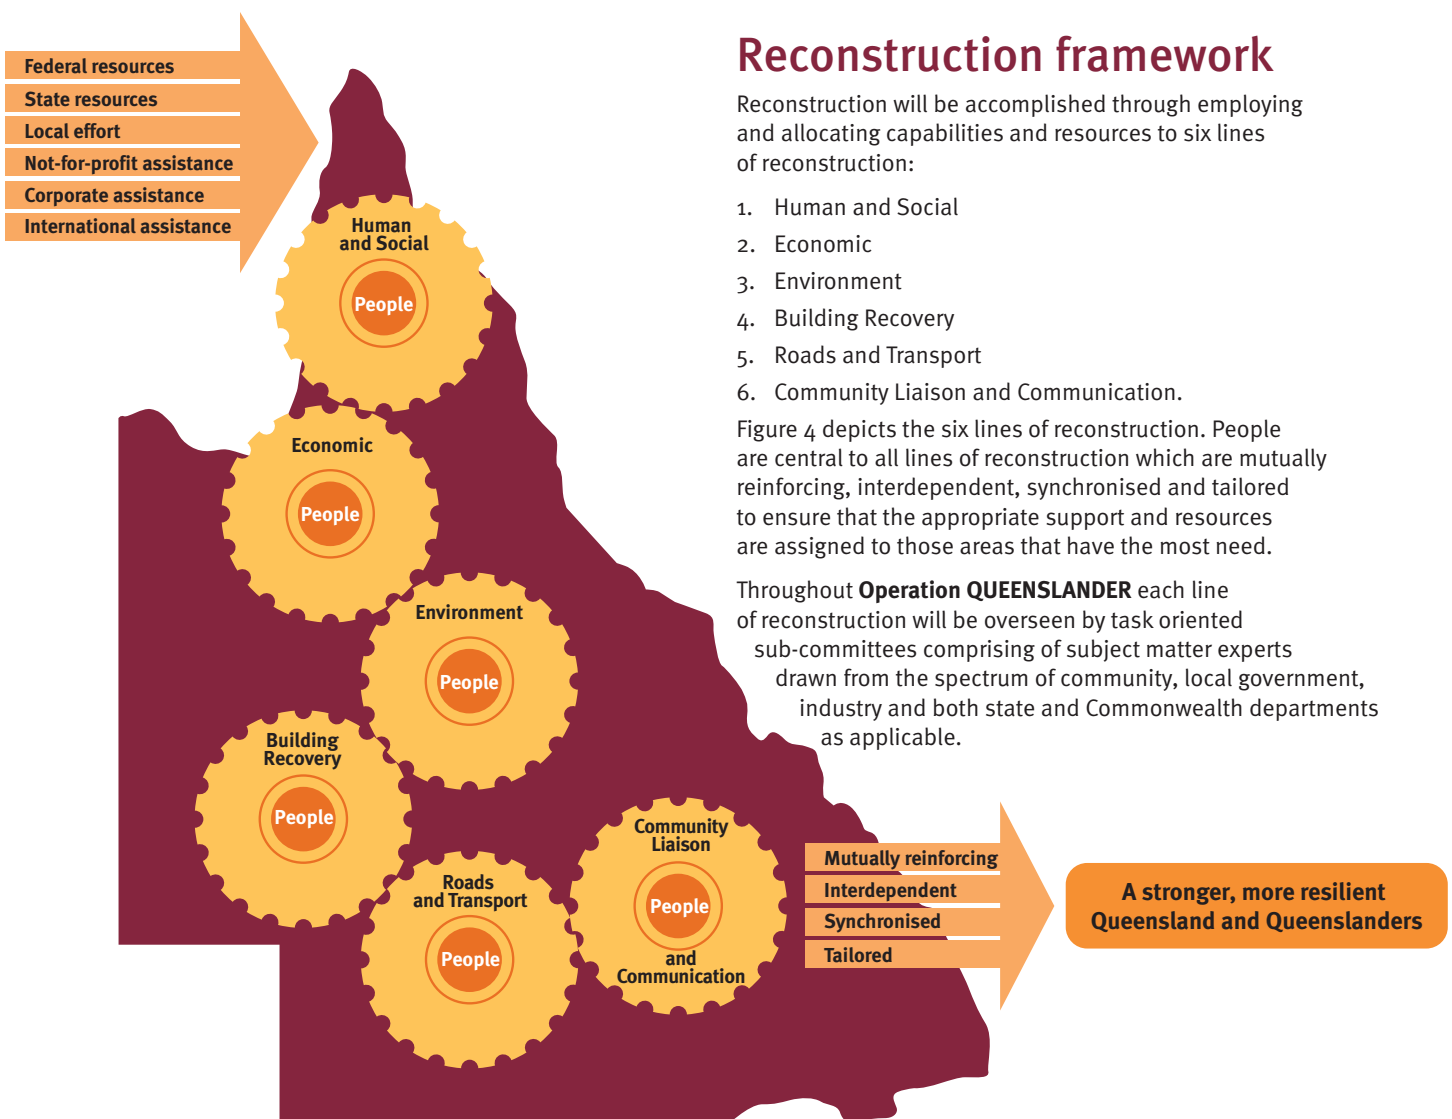 Federal resources
State resources
Local effort
Not-for-profit assistance
Corporate assistance
International assistance
Human
and Social
People
Economic
People
Environment
People
Building
Recovery
People
Roads
and Transport
People
Community
Liaison
People
and
Communication
Mutually reinforcing
Interdependent
Synchronised
Tailored
A stronger, more resilient
Queensland and Queenslanders
Reconstruction framework
Reconstruction will be accomplished through employing
and allocating capabilities and resources to six lines
of reconstruction:
1. Human and Social
2. Economic
3. Environment
4. Building Recovery
5. Roads and Transport
6. Community Liaison and Communication.
Figure 4 depicts the six lines of reconstruction. People
are central to all lines of reconstruction which are mutually
reinforcing, interdependent, synchronised and tailored
to ensure that the appropriate support and resources
are assigned to those areas that have the most need.
Throughout Operation QUEENSLANDER each line
of reconstruction will be overseen by task oriented
sub-committees comprising of subject matter experts
drawn from the spectrum of community, local government,
industry and both state and Commonwealth departments
as applicable.